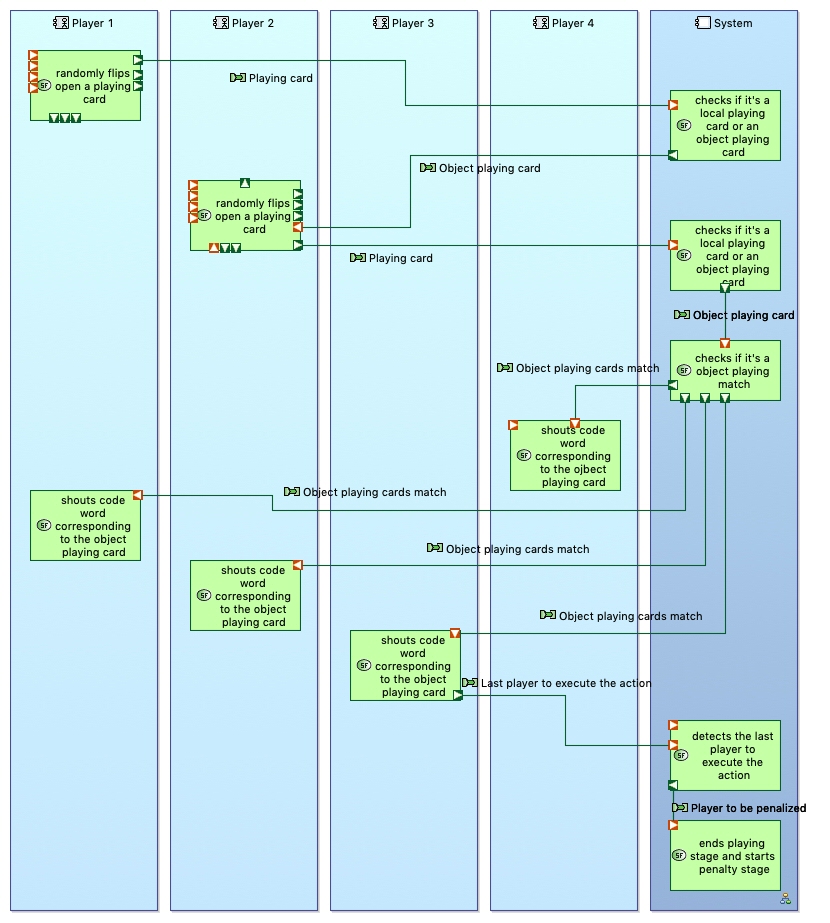 Player 1
Player 2
Player 3
Player 4
System
randomly flips
open a playing
card
Playing card
checks if it's a
local playing
card or an
object playing
card
Object playing card
randomly flips
open a playing
card
Playing card
checks if it's a
local playing
card or an
object playing
card
Object playing card
checks if it's a
object playing
match
Object playing cards match
shouts code
word
corresponding
to the ojbect
playing card
Object playing cards match
shouts code
word
corresponding
to the object
playing card
Object playing cards match
shouts code
word
corresponding
to the object
playing card
Object playing cards match
shouts code
word
corresponding
to the object
playing card
Last player to execute the action
detects the last
player to
execute the
action
Player to be penalized
ends playing
stage and starts
penalty stage
SF
SF
SF
SF
SF
SF
SF
SF
SF
SF
SF